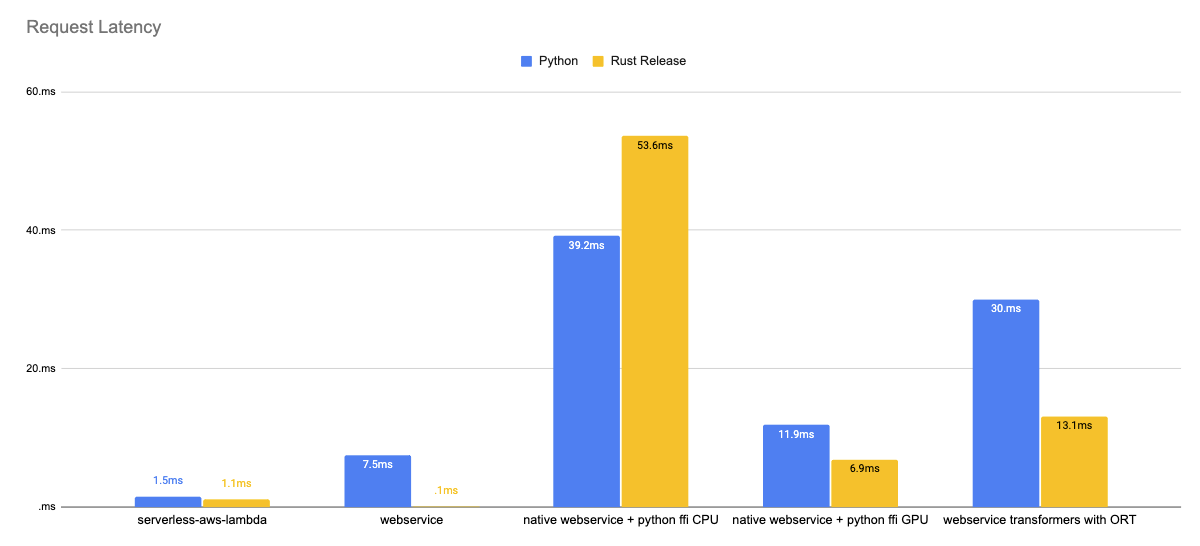 Request Latency
Python Rust Release
60.ms
40.ms
20.ms
.ms
1.5ms 1.1ms
7.5ms .1ms
39.2ms 53.6ms
11.9ms 6.9ms
30.ms 13.1ms
serverless-aws-lambda webservice native webservice + python ffi CPU native webservice + python ffi GPU webservice transformers with ORT